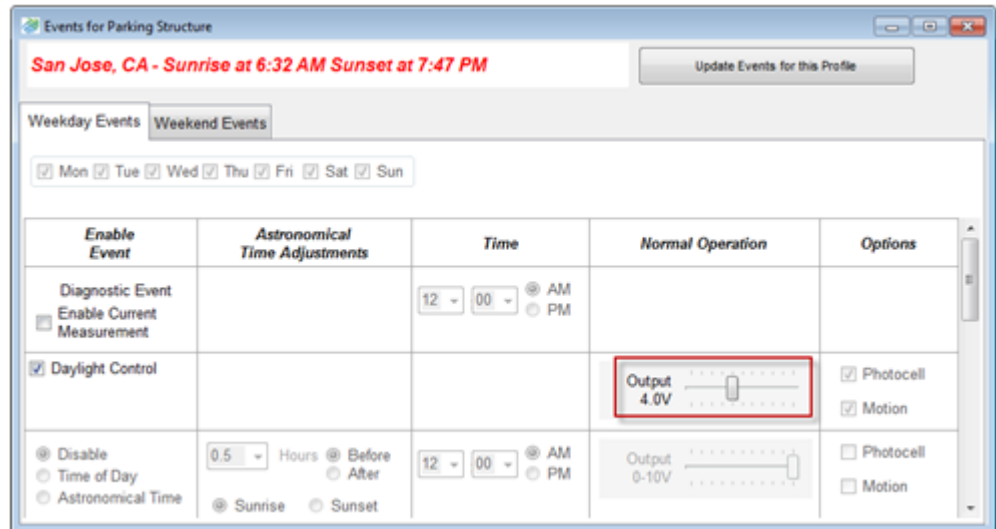 Events for Parking Structure
San Jose, CA - Sunrise at 6:32 AM Sunset at 7:47 PM
Update Events for this Profile
Weekday Events Weekend Events
Mon Tue Wed Thu Fri Sat Sun
Enable Event
Astronomical Time Adjustments
Time
Normal Operation
Options
Diagnostic Event
Enable Current
Measurement
12 00 AM
PM
Daylight Control
Output
4.0V
Photocell
Motion
Disable
Time of Day
Astronomical Time
0.5 Hours Before
After
Sunrise Sunset
12 00 AM
PM
Output
0-10V
Photocell
Motion